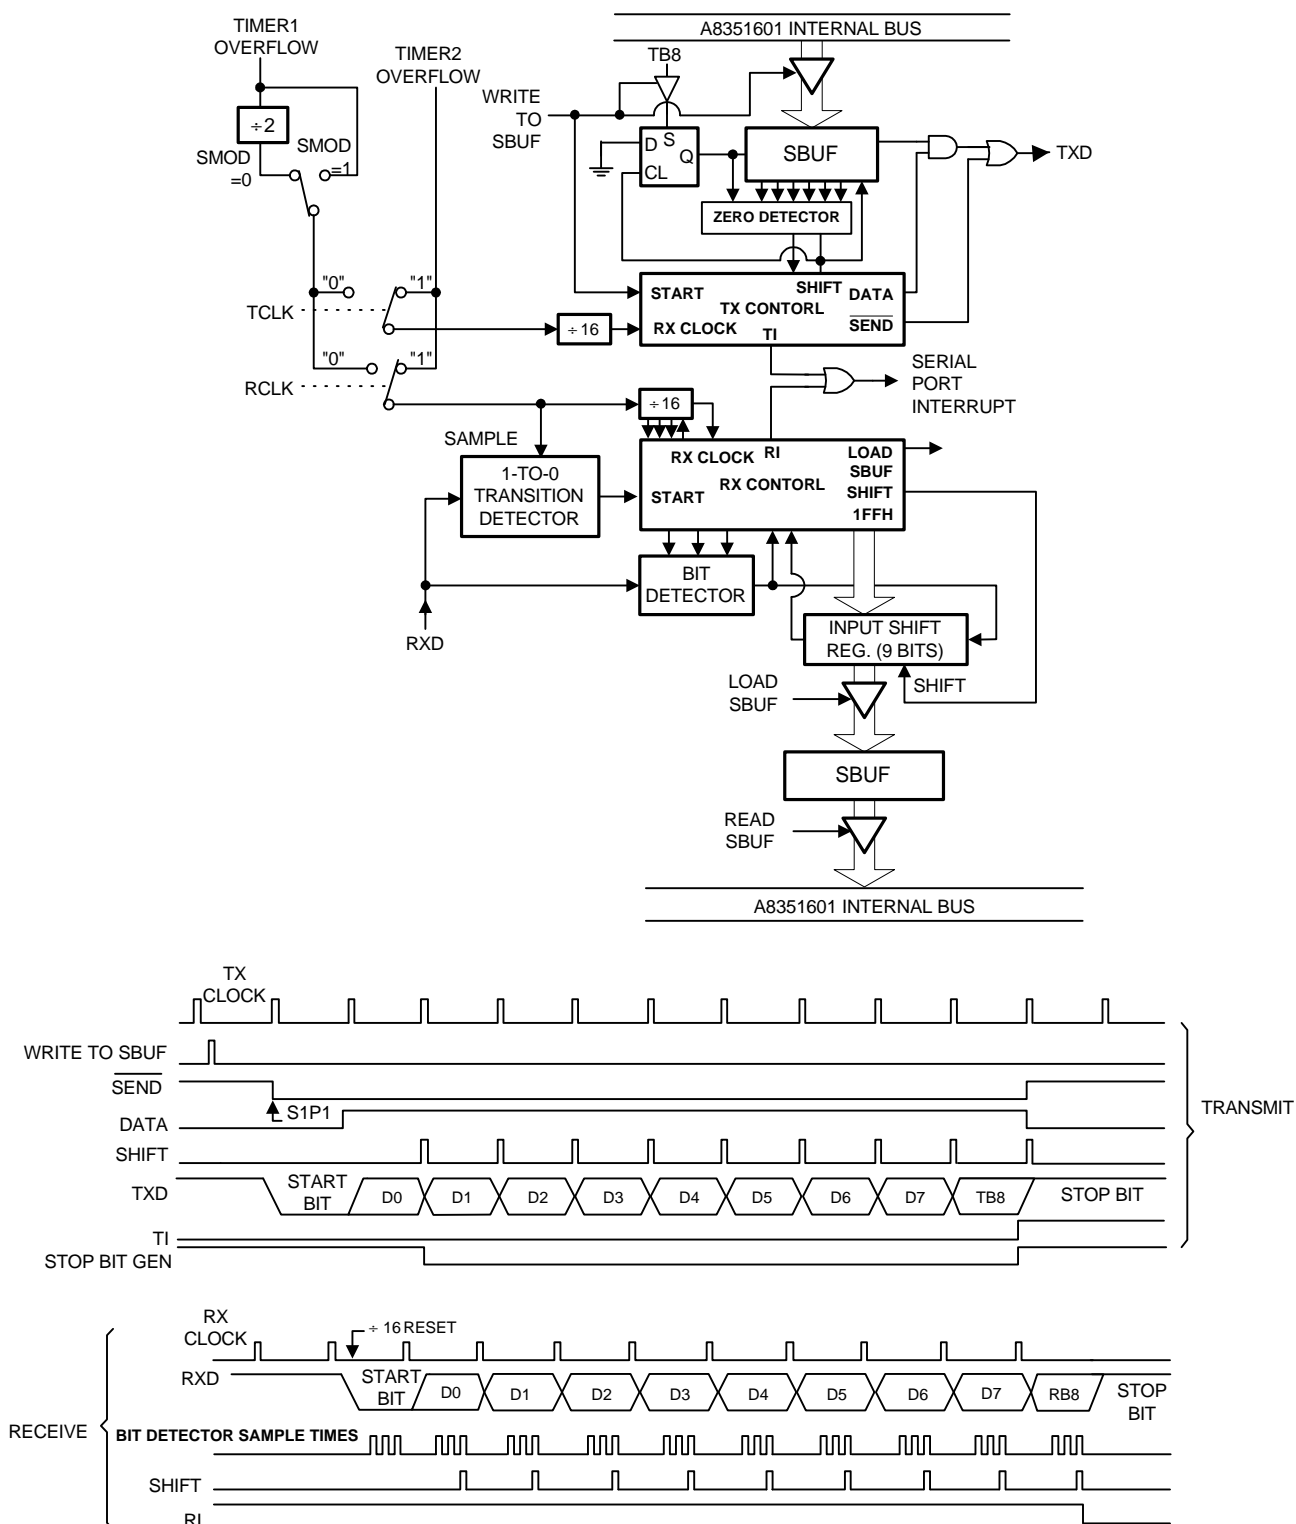 A8351601 INTERNAL BUS
TIMER1
OVERFLOW
TIMER2
OVERFLOW
TB8
WRITE
TO
SBUF
÷2
SMOD
=0
SMOD
=1
D S Q
CL
SBUF
TXD
ZERO DETECTOR
"0" "1"
TCLK
÷16
START
SHIFT
DATA
TX CONTORL
RX CLOCK
TI
SEND
"0" "1"
RCLK
SERIAL
PORT
INTERRUPT
÷16
SAMPLE
1-TO-0
TRANSITION
DETECTOR
RX CLOCK RI
LOAD
SBUF
START
RX CONTORL
SHIFT
1FFH
BIT
DETECTOR
RXD
INPUT SHIFT
REG. (9 BITS)
LOAD
SBUF
SHIFT
SBUF
READ
SBUF
A8351601 INTERNAL BUS
TX
CLOCK
WRITE TO SBUF
SEND
S1P1
DATA
SHIFT
TXD
START
BIT
D0 D1 D2 D3 D4 D5 D6 D7 TB8 STOP BIT
TI
STOP BIT GEN
TRANSMIT
RX
CLOCK
÷ 16 RESET
RXD
START
BIT
D0 D1 D2 D3 D4 D5 D6 D7 RB8 STOP
BIT
RECEIVE
BIT DETECTOR SAMPLE TIMES
SHIFT
RI